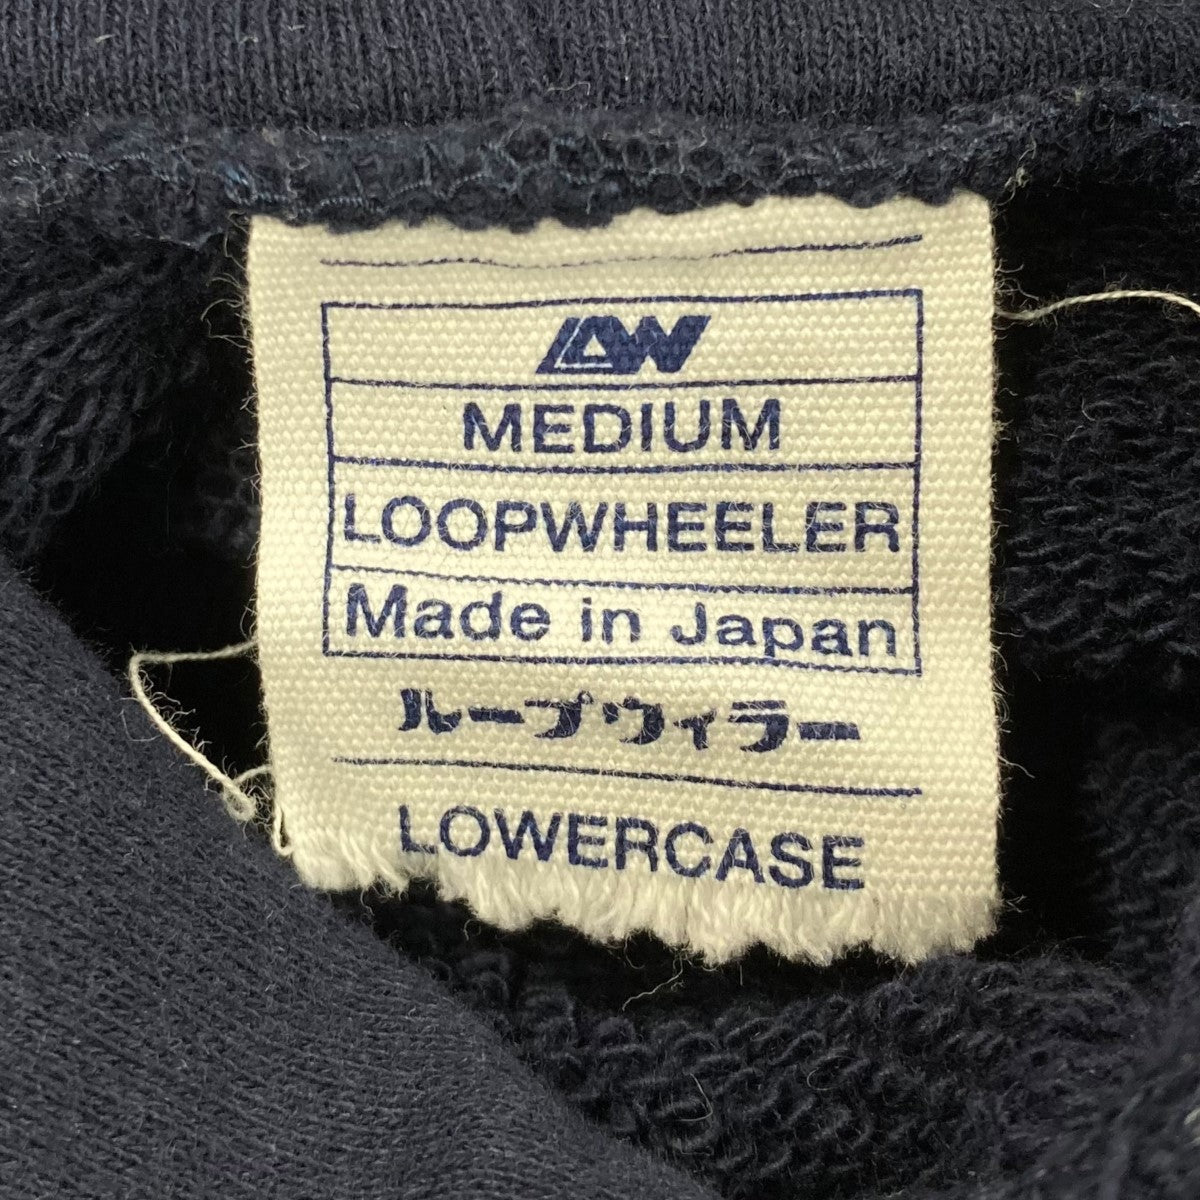 LW
MEDIUM
LOOPWHEELER
Made in Japan
ループウィラー
LOWERCASE